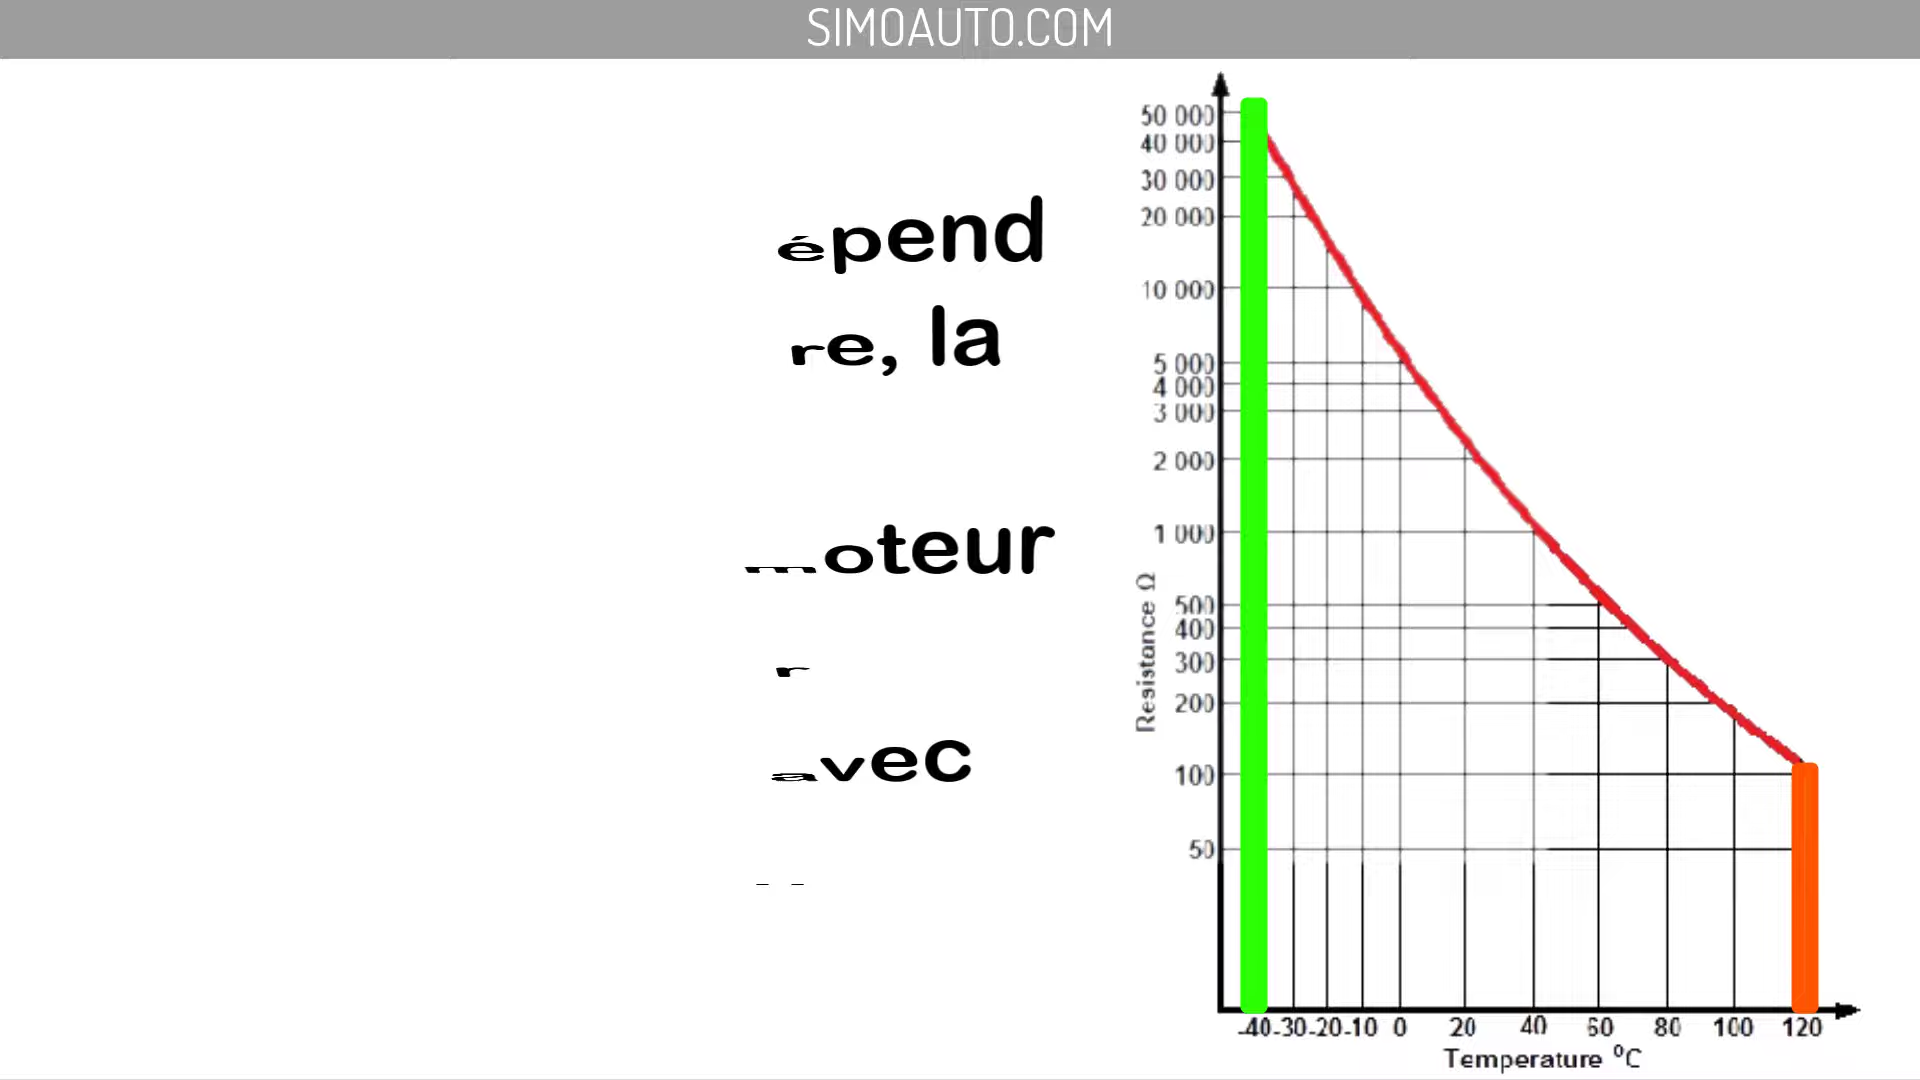 SIMOAUTO.COM
épend
re, la
moteur
r
avec
50 000
40 000
30 000
20 000
10 000
5 000
4 000
3 000
2 000
1 000
500
400
300
200
100
50
Resistance Ω
-40 -30 -20 -10 0 20 40 60 80 100 120
Temperature ⁰C